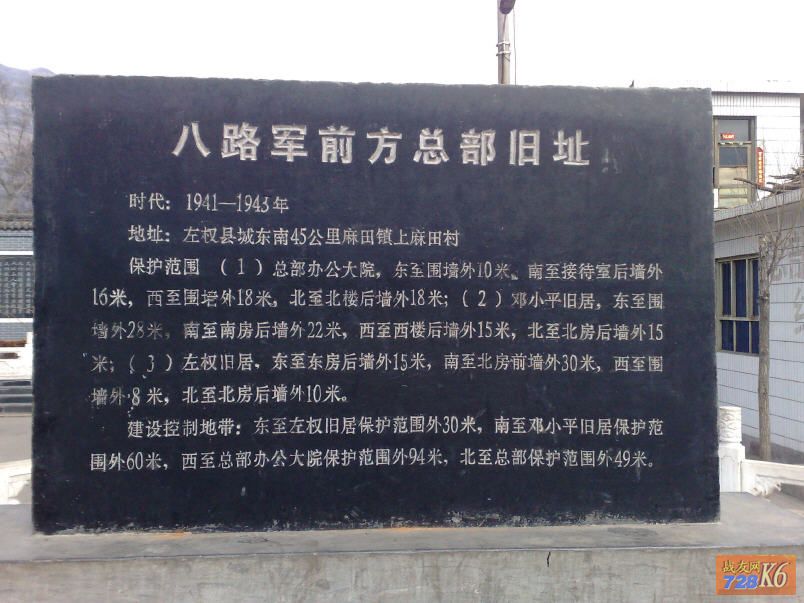 八路军前方总部旧址
时代：1941—1943年
地址：左权县城东南45公里麻田镇上麻田村
保护范围（1）总部办公大院，东至围墙外10米，南至接待室后墙外
16米，西至围墙外18米，北至北楼后墙外18米；（2）邓小平旧居，东至围
墙外28米，南至南房后墙外22米，西至西楼后墙外15米，北至北房后墙外15
米；（3）左权旧居，东至东房后墙外15米，南至北房前墙外30米，西至围
墙外8米，北至北房后墙外10米。
建设控制地带：东至左权旧居保护范围外30米，南至邓小平旧居保护范
围外60米，西至总部办公大院保护范围外94米，北至总部保护范围外49米。
战友网
728K6